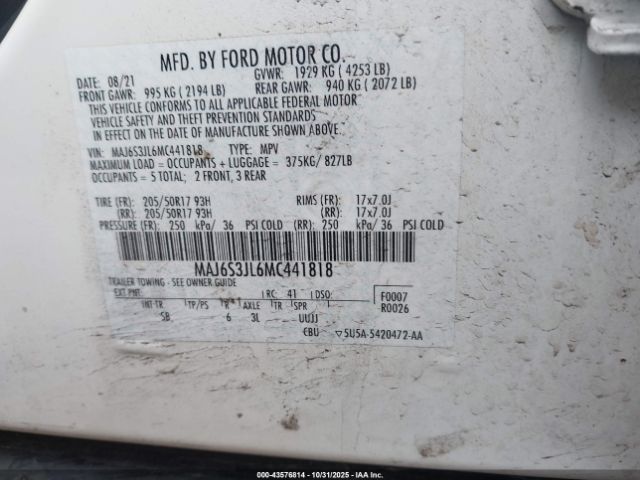 MFD. BY FORD MOTOR CO.
DATE: 08/21 GVWR: 1929 KG ( 4253 LB)
FRONT GAWR: 995 KG ( 2194 LB) REAR GAWR: 940 KG ( 2072 LB)
THIS VEHICLE CONFORMS TO ALL APPLICABLE FEDERAL MOTOR
VEHICLE SAFETY AND THEFT PREVENTION STANDARDS
IN EFFECT ON THE DATE OF MANUFACTURE SHOWN ABOVE.
VIN: MAJ6S3JL6MC441818 TYPE: MPV
MAXIMUM LOAD = OCCUPANTS + LUGGAGE = 375KG/ 827LB
OCCUPANTS = 5 TOTAL; 2 FRONT, 3 REAR
TIRE (FR): 205/50R17 93H RIMS (FR): 17x7.0J
(RR): 205/50R17 93H (RR): 17x7.0J
PRESSURE (FR): 250 kPa/ 36 PSI COLD (RR): 250 kPa/ 36 PSI COLD
MAJ6S3JL6MC441818
TRAILER TOWING - SEE OWNER GUIDE
EXT PNT: RC: 41 DSO: F0007
INT TR TP/PS R AXLE TR SPR R0026
SB 6 3L UUJJ
CBU 5U5A-5420472-AA
000-43576814 - 10/31/2025 - IAA Inc.